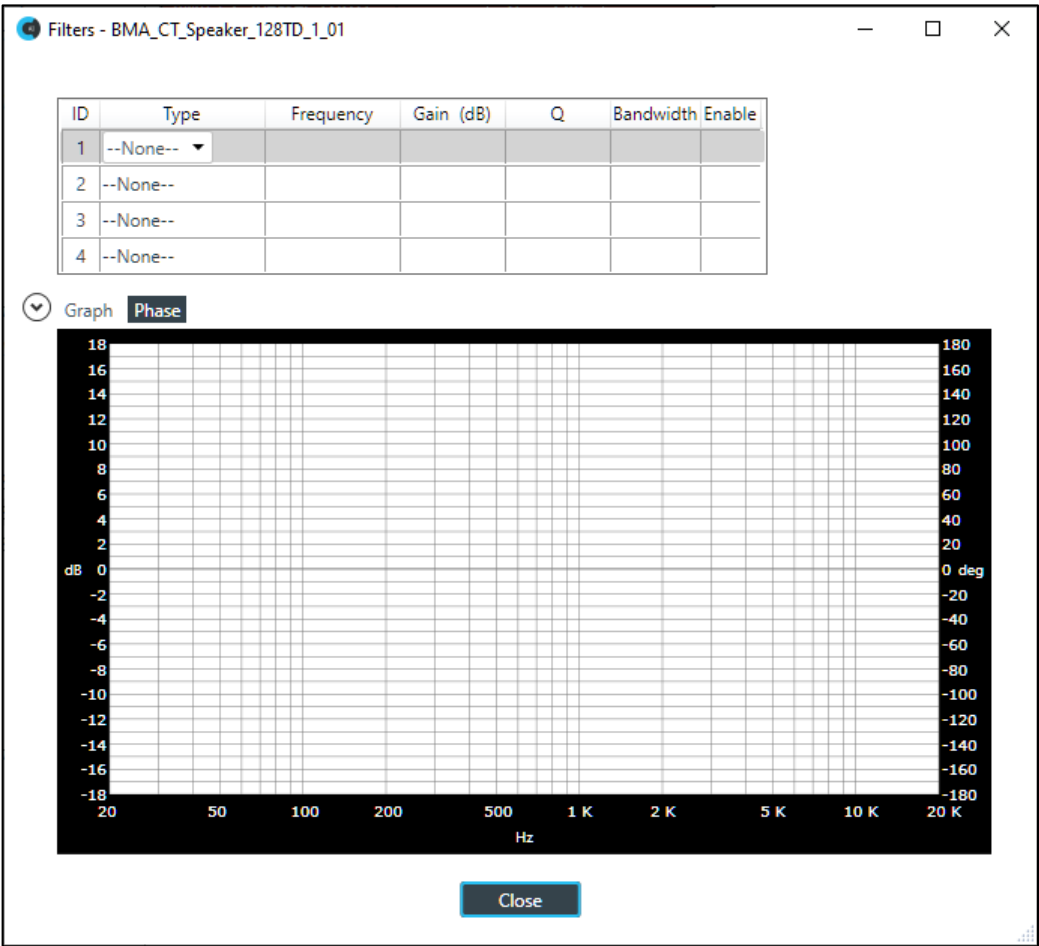 Filters - BMA_CT_Speaker_128TD_1_01
ID Type Frequency Gain (dB) Q Bandwidth Enable
1 --None--
2 --None--
3 --None--
4 --None--
Graph Phase
18 180
16 160
14 140
12 120
10 100
8 80
6 60
4 40
2 20
dB 0 0 deg
-2 -20
-4 -40
-6 -60
-8 -80
-10 -100
-12 -120
-14 -140
-16 -160
-18 -180
20 50 100 200 500 1 K 2 K 5 K 10 K 20 K
Hz
Close